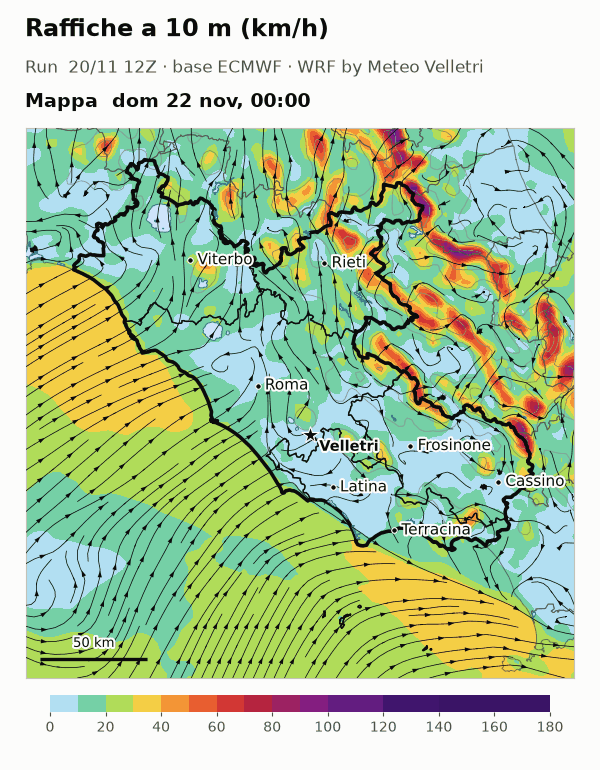 Raffiche a 10 m (km/h)
Run  20/11 12Z · base ECMWF · WRF by Meteo Velletri
Mappa  dom 22 nov, 00:00
Viterbo
Rieti
Roma
Velletri
Frosinone
Cassino
Latina
Terracina
50 km
0 20 40 60 80 100 120 140 160 180